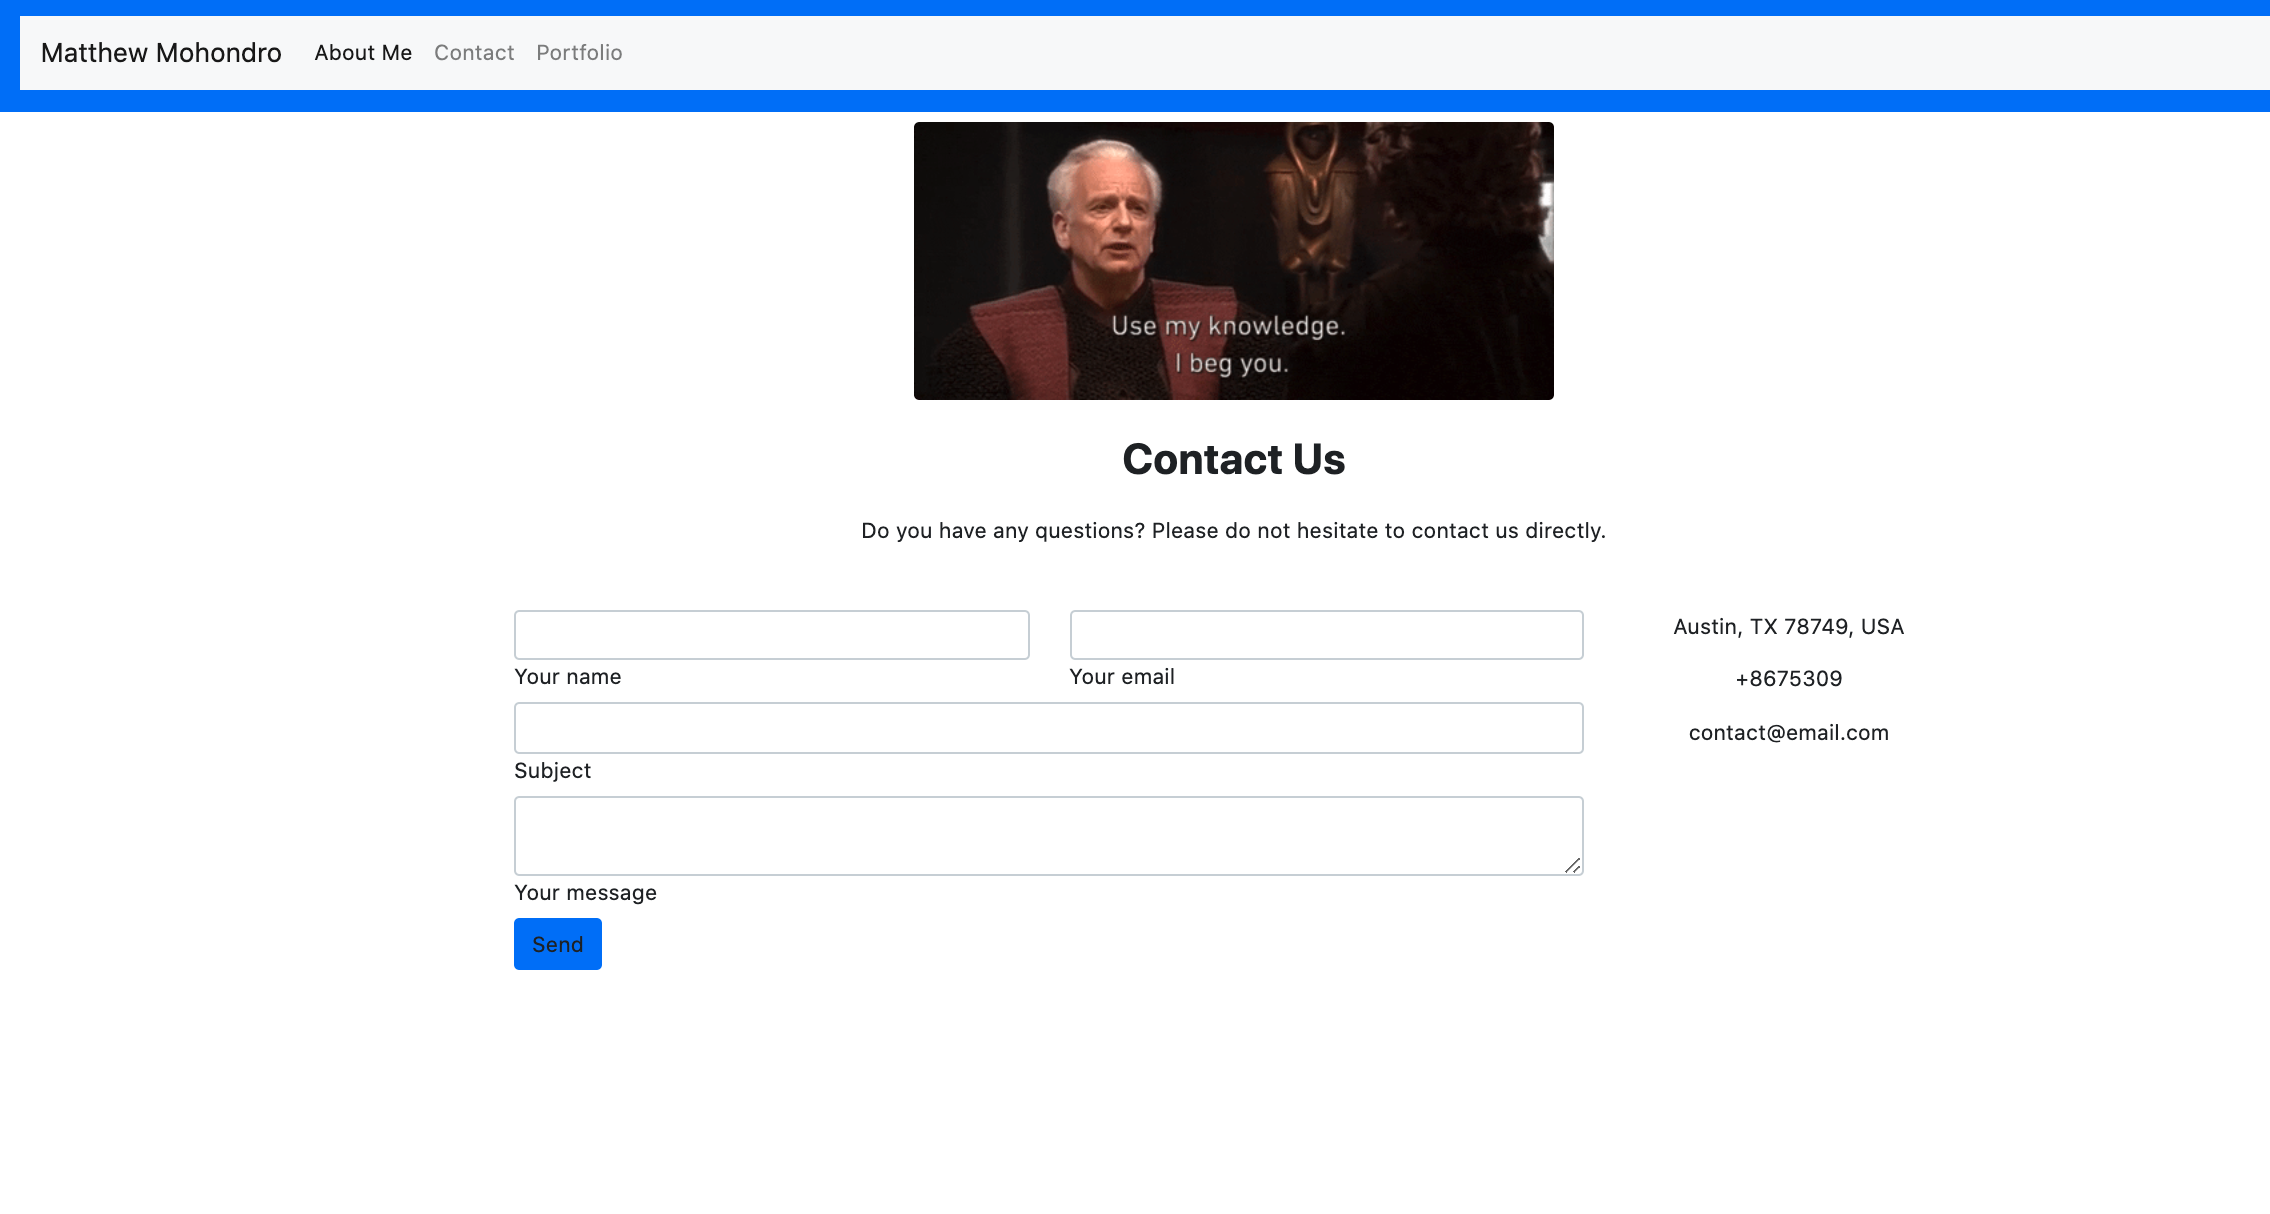 Matthew Mohondro About Me Contact Portfolio
Use my knowledge.
I beg you.
Contact Us
Do you have any questions? Please do not hesitate to contact us directly.
Your name
Your email
Subject
Your message
Send
Austin, TX 78749, USA
+8675309
contact@email.com